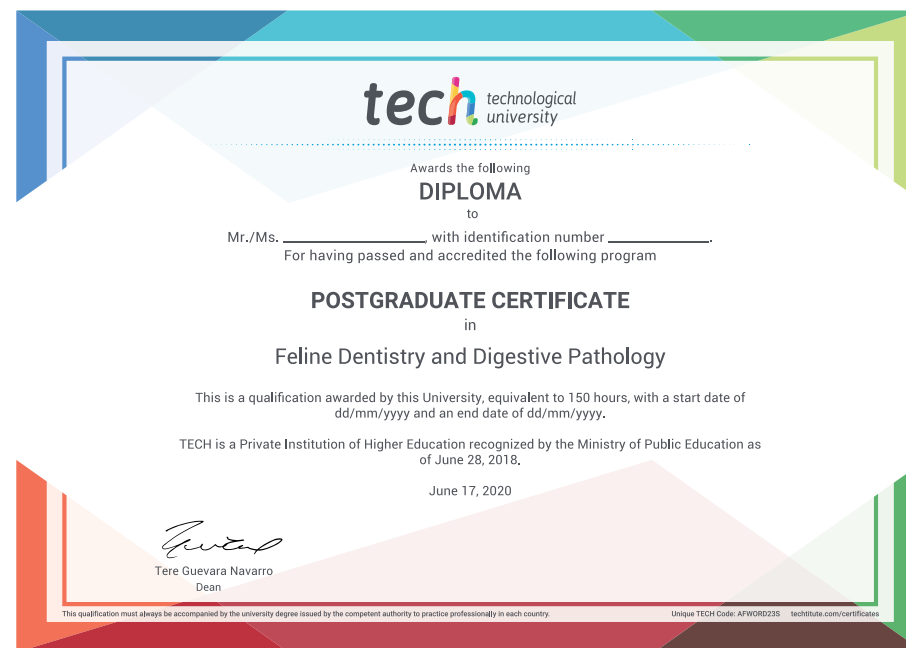 tech technological
university
Awards the following
DIPLOMA
to
Mr./Ms. ____________________, with identification number ______________.
For having passed and accredited the following program
POSTGRADUATE CERTIFICATE
in
Feline Dentistry and Digestive Pathology
This is a qualification awarded by this University, equivalent to 150 hours, with a start date of
dd/mm/yyyy and an end date of dd/mm/yyyy.
TECH is a Private Institution of Higher Education recognized by the Ministry of Public Education as
of June 28, 2018.
June 17, 2020
Tere Guevara Navarro
Dean
This qualification must always be accompanied by the university degree issued by the competent authority to practice professionally in each country.
Unique TECH Code: AFWORD23S techtitute.com/certificates